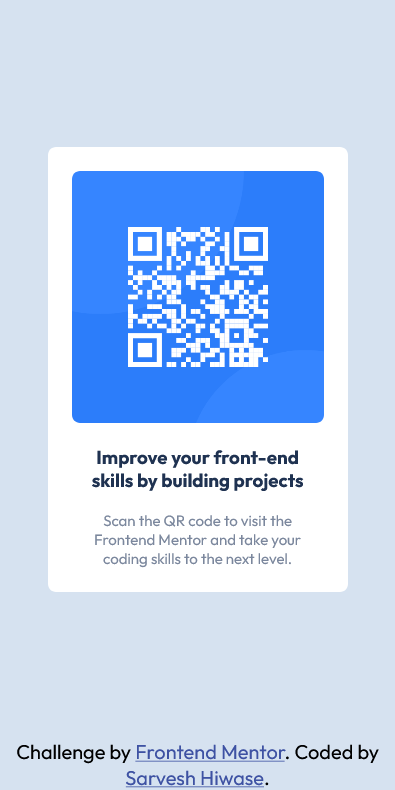 Improve your front-end
skills by building projects
Scan the QR code to visit the
Frontend Mentor and take your
coding skills to the next level.
Challenge by Frontend Mentor. Coded by
Sarvesh Hiwase.